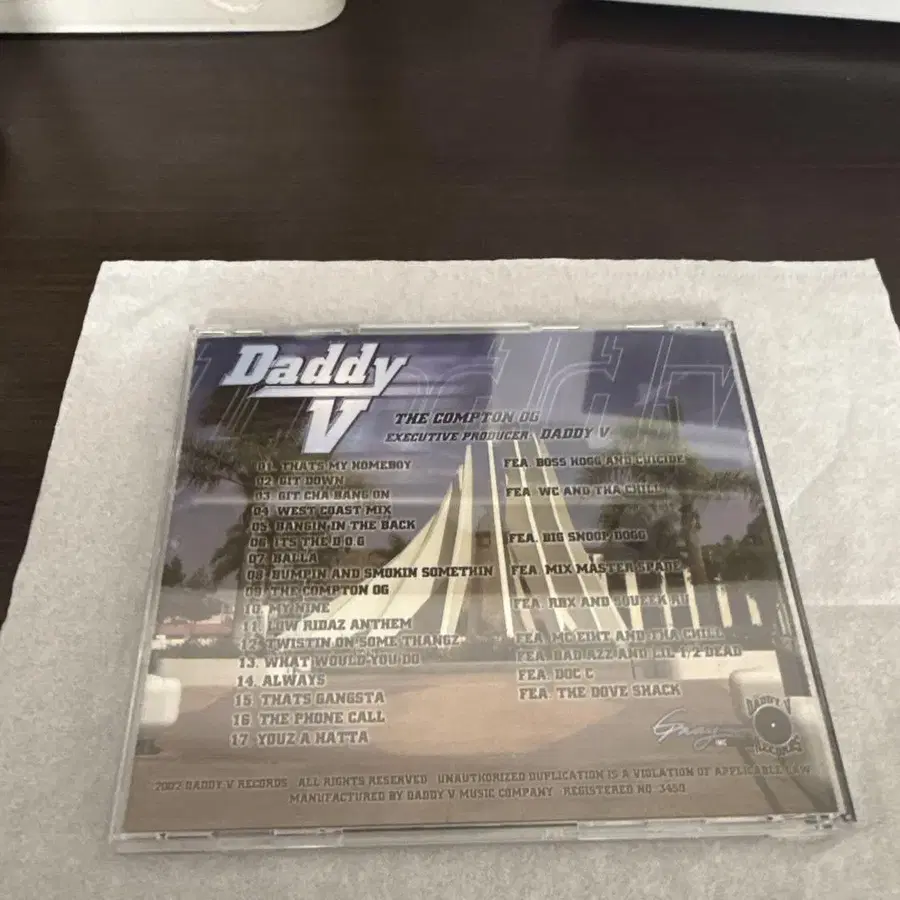 Daddy
V
THE COMPTON OG
EXECUTIVE PRODUCER DADDY V
01. THATS MY HOMEBOY FEA. BOSS HOGG AND CUICIDE
02. GIT DOWN
03. GIT CHA BANG ON FEA. WC AND THA CHILL
04. WEST COAST MIX
05. BANGIN IN THE BACK
06. ITS THE D.O.G FEA. BIG SNOOP DOGG
07. BALLA
08. BUMPIN AND SMOKIN SOMETHIN FEA. MIX MASTER SPADE
09. THE COMPTON OG
10. MY NINE FEA. RBX AND SQUEEK RU
11. LOW RIDAZ ANTHEM
12. TWISTIN ON SOME THANGZ FEA. MC EIHT AND THA CHILL
13. WHAT WOULD YOU DO FEA. BAD AZZ AND LIL 1/2 DEAD
14. ALWAYS FEA. DOC C
15. THATS GANGSTA FEA. THE DOVE SHACK
16. THE PHONE CALL
17. YOUZ A HATTA
DADDY V
RECORDS
2002 DADDY V RECORDS ALL RIGHTS RESERVED UNAUTHORIZED DUPLICATION IS A VIOLATION OF APPLICABLE LAW
MANUFACTURED BY DADDY V MUSIC COMPANY REGISTERED NO. 3450